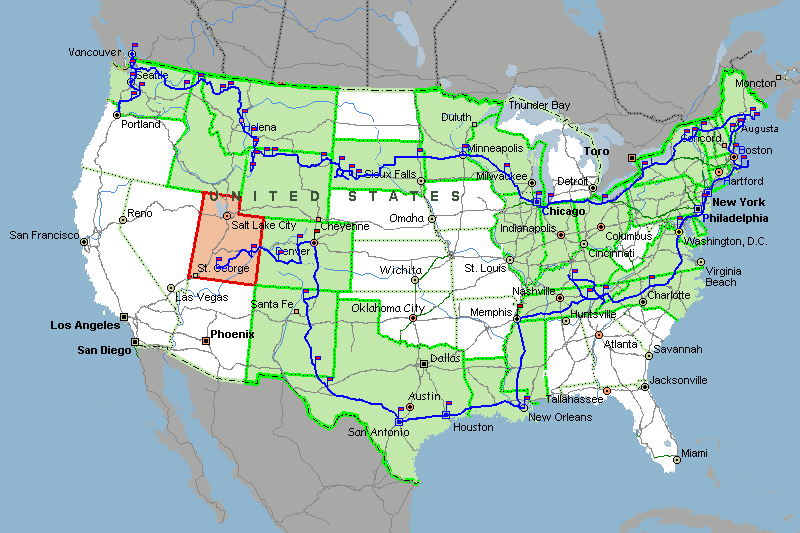 Vancouver
Seattle
Moncton
Thunder Bay
Duluth
Portland
Helena
Augusta
Concord
Minneapolis
Boston
Toro
Sioux Falls
Milwaukee
Detroit
Hartford
UNITED STATES
New York
Chicago
Reno
Salt Lake City
Omaha
Philadelphia
Cheyenne
Indianapolis
Columbus
San Francisco
Denver
Cincinnati
Washington, D.C.
St. George
Wichita
St. Louis
Virginia
Beach
Las Vegas
Nashville
Charlotte
Santa Fe
Oklahoma City
Memphis
Huntsville
Los Angeles
Phoenix
Atlanta
San Diego
Dallas
Savannah
Jacksonville
Austin
Tallahassee
New Orleans
San Antonio
Houston
Miami